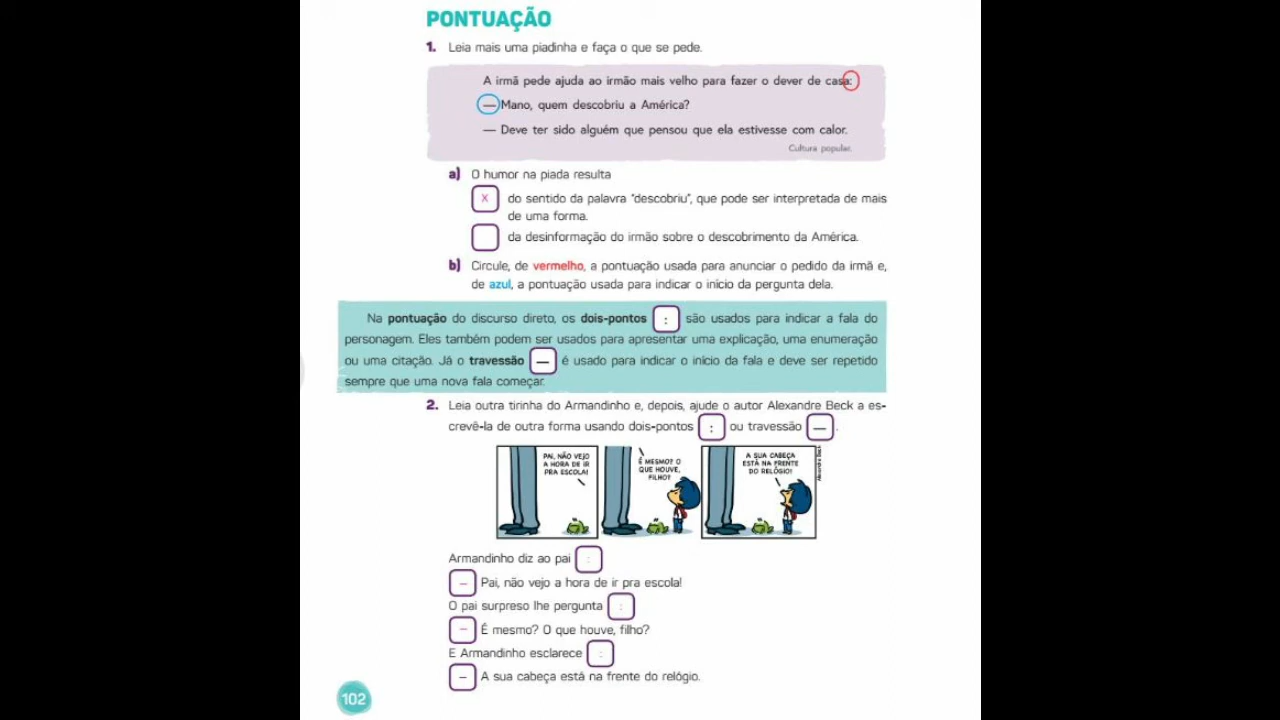 PONTUAÇÃO
1. Leia mais uma piadinha e faça o que se pede.
A irmã pede ajuda ao irmão mais velho para fazer o dever de casa:
— Mano, quem descobriu a América?
— Deve ter sido alguém que pensou que ela estivesse com calor.
Cultura popular.
a) O humor na piada resulta
X do sentido da palavra "descobriu", que pode ser interpretada de mais
de uma forma.
da desinformação do irmão sobre o descobrimento da América.
b) Circule, de vermelho, a pontuação usada para anunciar o pedido da irmã e,
de azul, a pontuação usada para indicar o início da pergunta dela.
Na pontuação do discurso direto, os dois-pontos : são usados para indicar a fala do
personagem. Eles também podem ser usados para apresentar uma explicação, uma enumeração
ou uma citação. Já o travessão — é usado para indicar o início da fala e deve ser repetido
sempre que uma nova fala começar.
2. Leia outra tirinha do Armandinho e, depois, ajude o autor Alexandre Beck a es-
crevê-la de outra forma usando dois-pontos : ou travessão —.
PAI, NÃO VEJO
A HORA DE IR
PRA ESCOLA!
É MESMO? O
QUE HOUVE,
FILHO?
A SUA CABEÇA
ESTÁ NA FRENTE
DO RELÓGIO!
Alexandre Beck
Armandinho diz ao pai :
— Pai, não vejo a hora de ir pra escola!
O pai surpreso lhe pergunta :
— É mesmo? O que houve, filho?
E Armandinho esclarece :
— A sua cabeça está na frente do relógio.
102